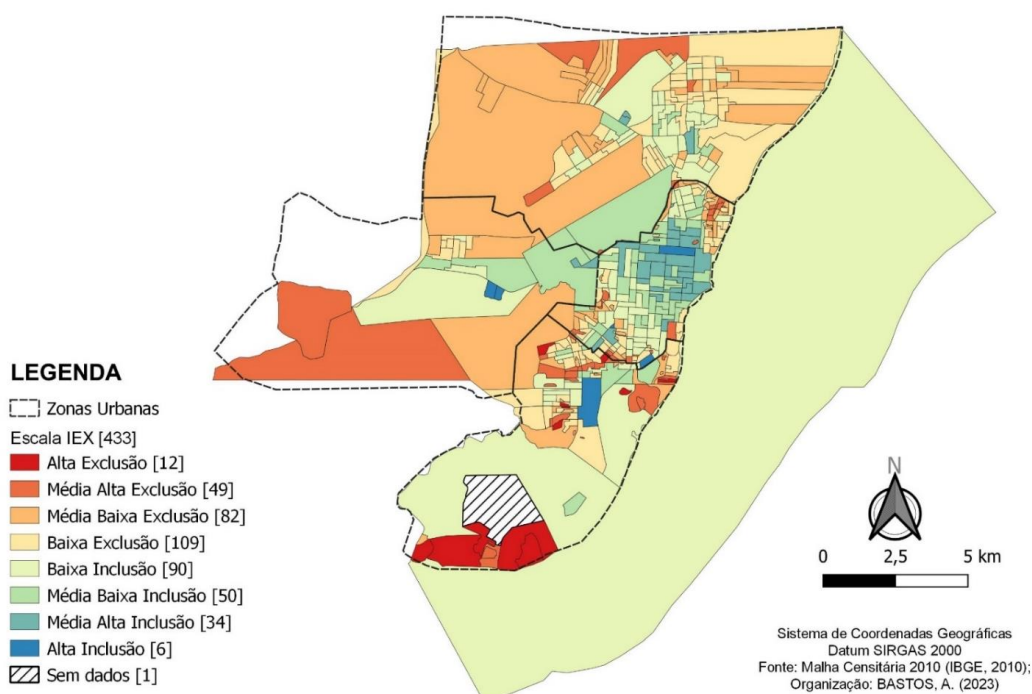 LEGENDA
Zonas Urbanas
Escala IEX [433]
Alta Exclusão [12]
Média Alta Exclusão [49]
Média Baixa Exclusão [82]
Baixa Exclusão [109]
Baixa Inclusão [90]
Média Baixa Inclusão [50]
Média Alta Inclusão [34]
Alta Inclusão [6]
Sem dados [1]
N
0 2,5 5 km
Sistema de Coordenadas Geográficas
Datum SIRGAS 2000
Fonte: Malha Censitária 2010 (IBGE, 2010);
Organização: BASTOS, A. (2023)